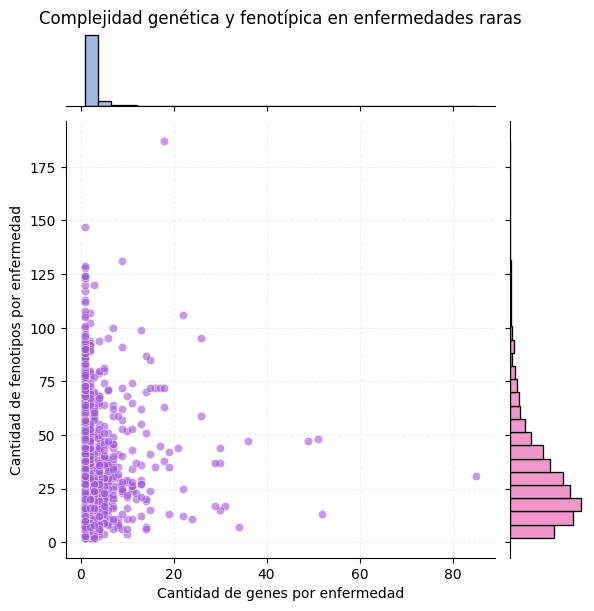 Complejidad genética y fenotípica en enfermedades raras
175
150
125
100
75
50
25
0
Cantidad de fenotipos por enfermedad
0 20 40 60 80
Cantidad de genes por enfermedad